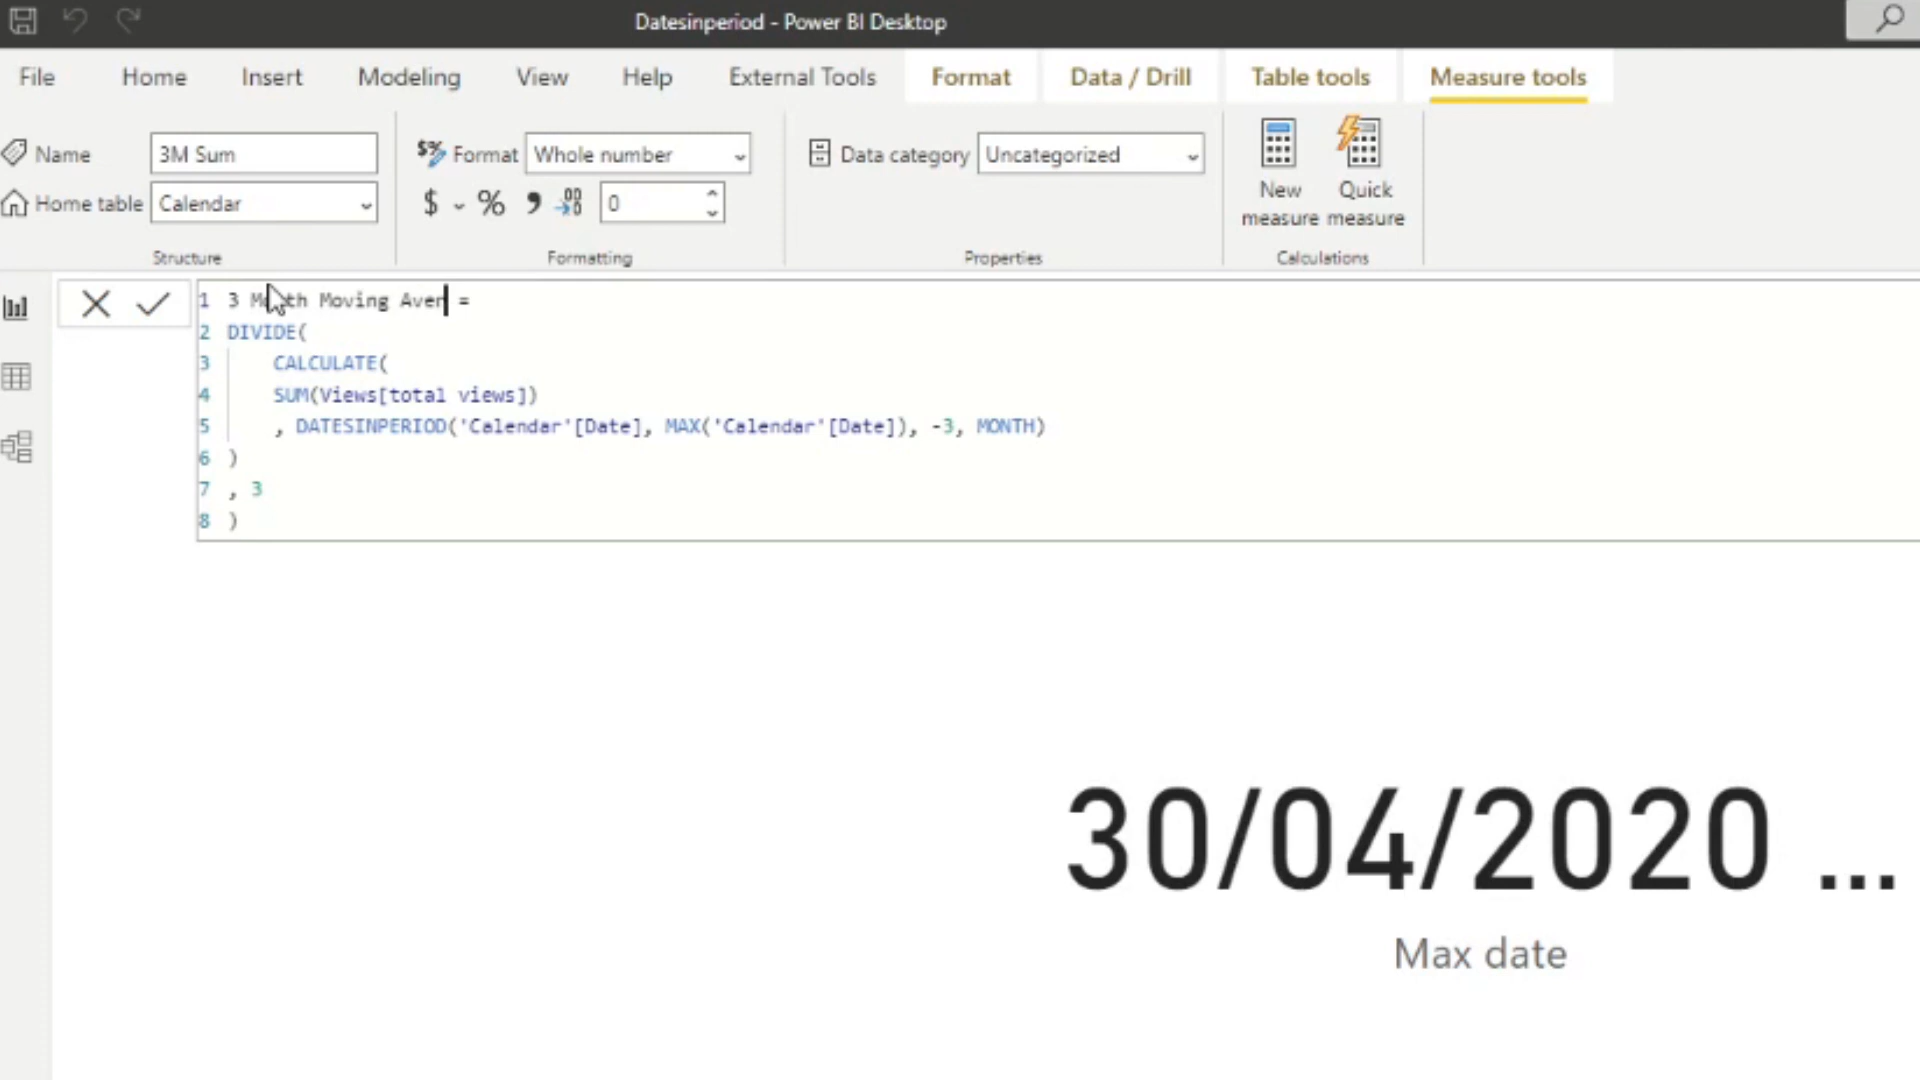 Datesinperiod - Power BI Desktop
File Home Insert Modeling View Help External Tools Format Data / Drill Table tools Measure tools
Name 3M Sum
Home table Calendar
Structure
$% Format Whole number
$ % 9 .00 0
Formatting
Data category Uncategorized
Properties
New measure
Quick measure
Calculations
1 3 Month Moving Aver =
2 DIVIDE(
3 CALCULATE(
4 SUM(Views[total views])
5 , DATESINPERIOD('Calendar'[Date], MAX('Calendar'[Date]), -3, MONTH)
6 )
7 , 3
8 )
30/04/2020 ...
Max date